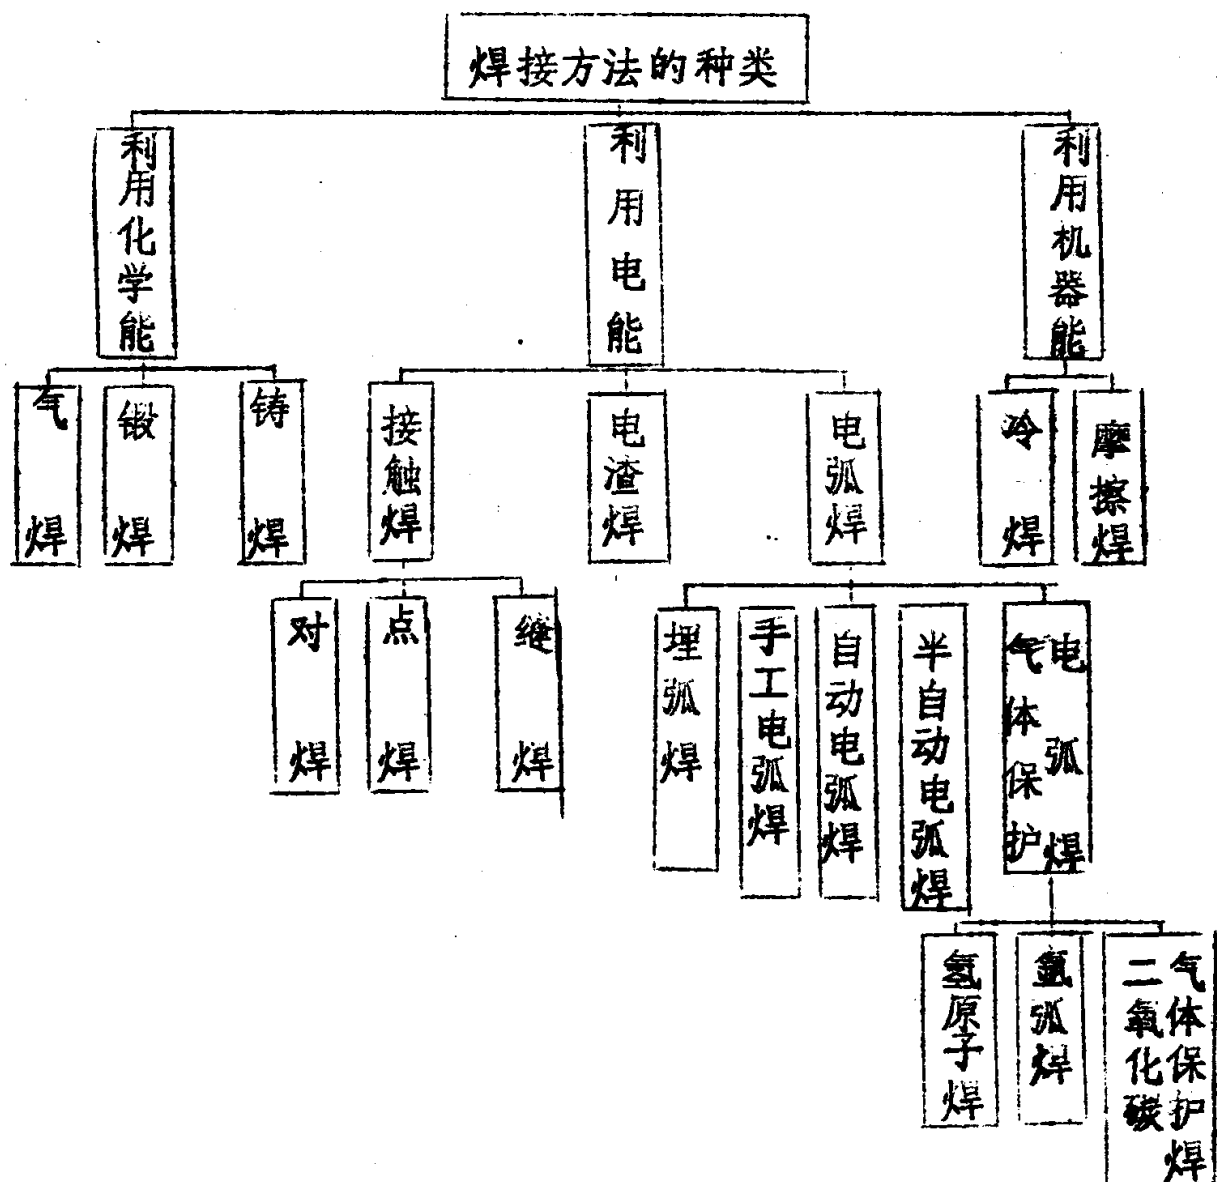 焊接方法的种类
利用化学能
利用电能
利用机器能
气焊
锻焊
铸焊
接触焊
电渣焊
电弧焊
冷焊
摩擦焊
对焊
点焊
缝焊
埋弧焊
手工电弧焊
自动电弧焊
半自动电弧焊
气体保护
电弧焊
氢原子焊
氩弧焊
二氧化碳
气体保护焊